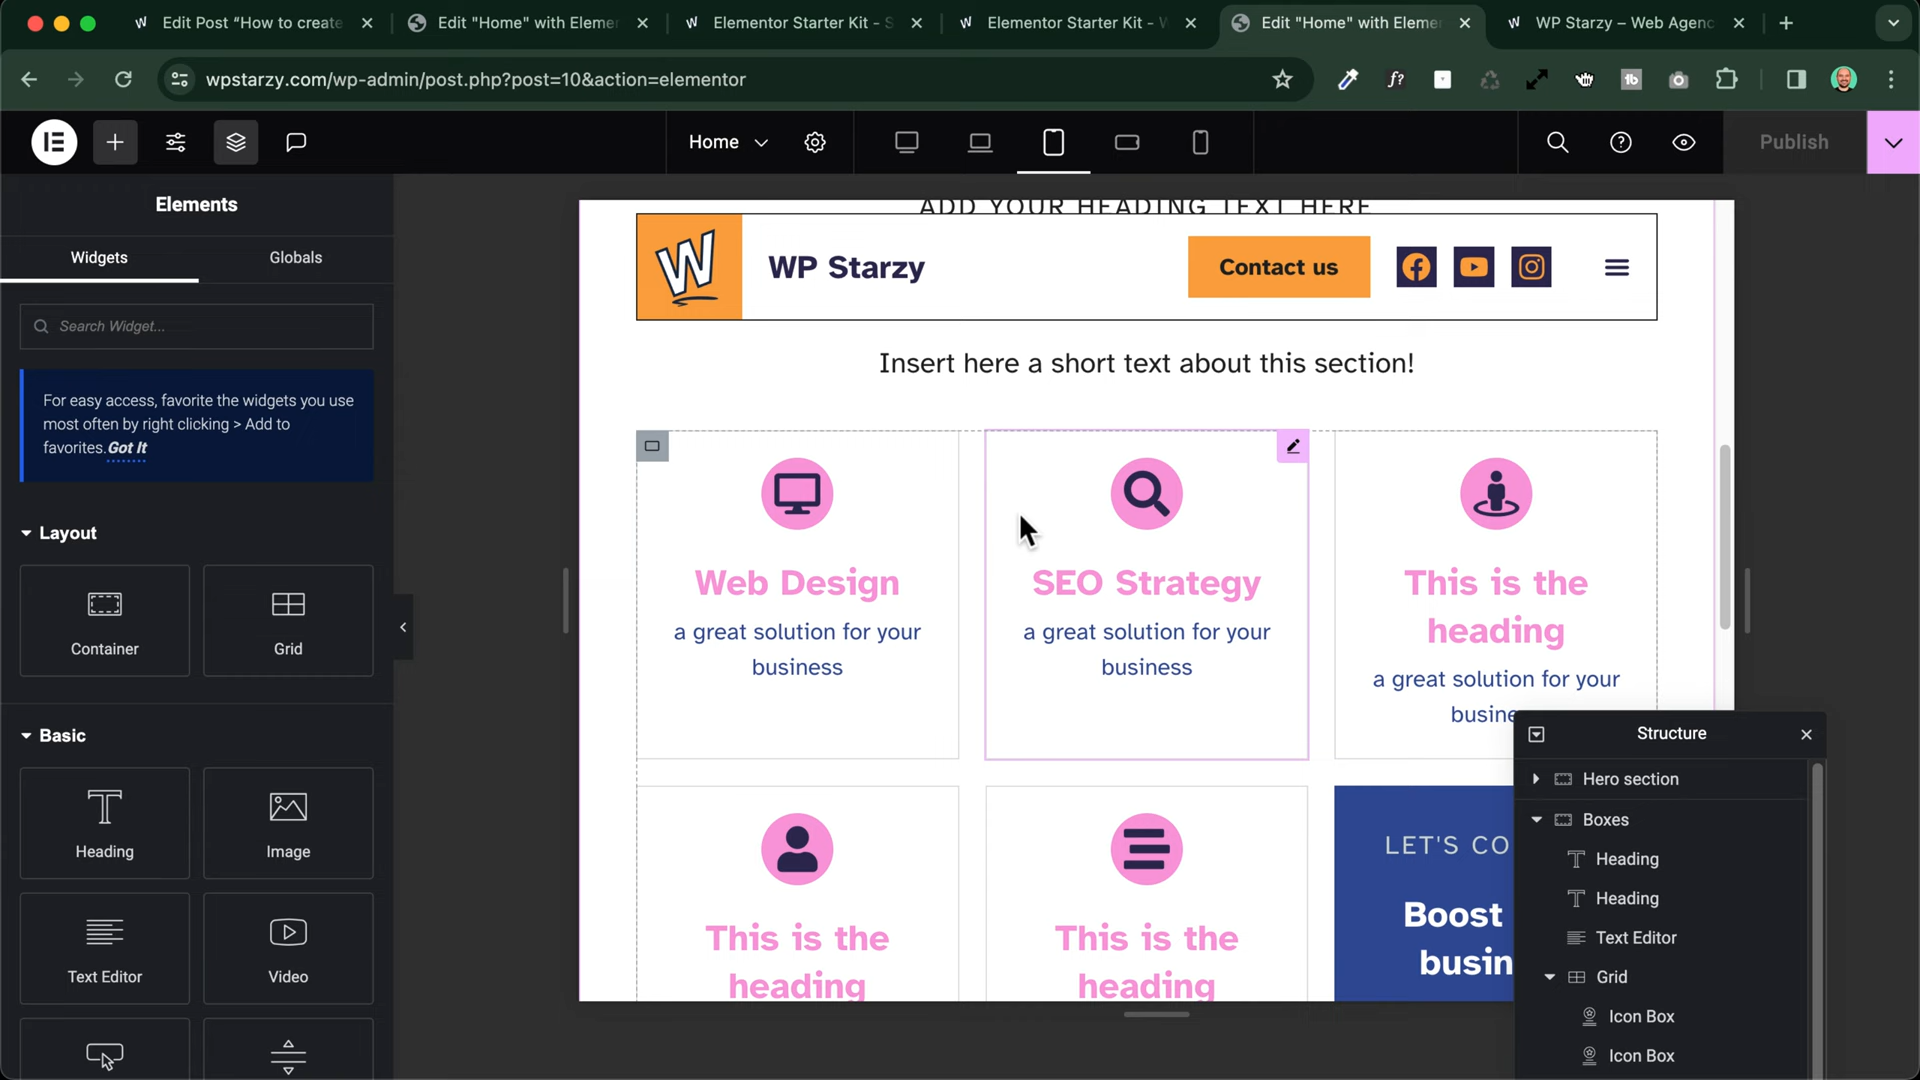 Edit Post “How to create
Edit "Home" with Elemen
Elementor Starter Kit - S
Elementor Starter Kit - W
Edit "Home" with Eleme
WP Starzy – Web Agenc
wpstarzy.com/wp-admin/post.php?post=10&action=elementor
f?
tb
Home
Publish
Elements
Widgets
Globals
Search Widget...
For easy access, favorite the widgets you use
most often by right clicking > Add to
favorites. Got It
Layout
Container
Grid
Basic
Heading
Image
Text Editor
Video
ADD YOUR HEADING TEXT HERE
W
WP Starzy
Contact us
Insert here a short text about this section!
Web Design
a great solution for your
business
SEO Strategy
a great solution for your
business
This is the
heading
a great solution for your
busine
This is the
heading
This is the
heading
LET'S CO
Boost
busin
Structure
Hero section
Boxes
Heading
Heading
Text Editor
Grid
Icon Box
Icon Box